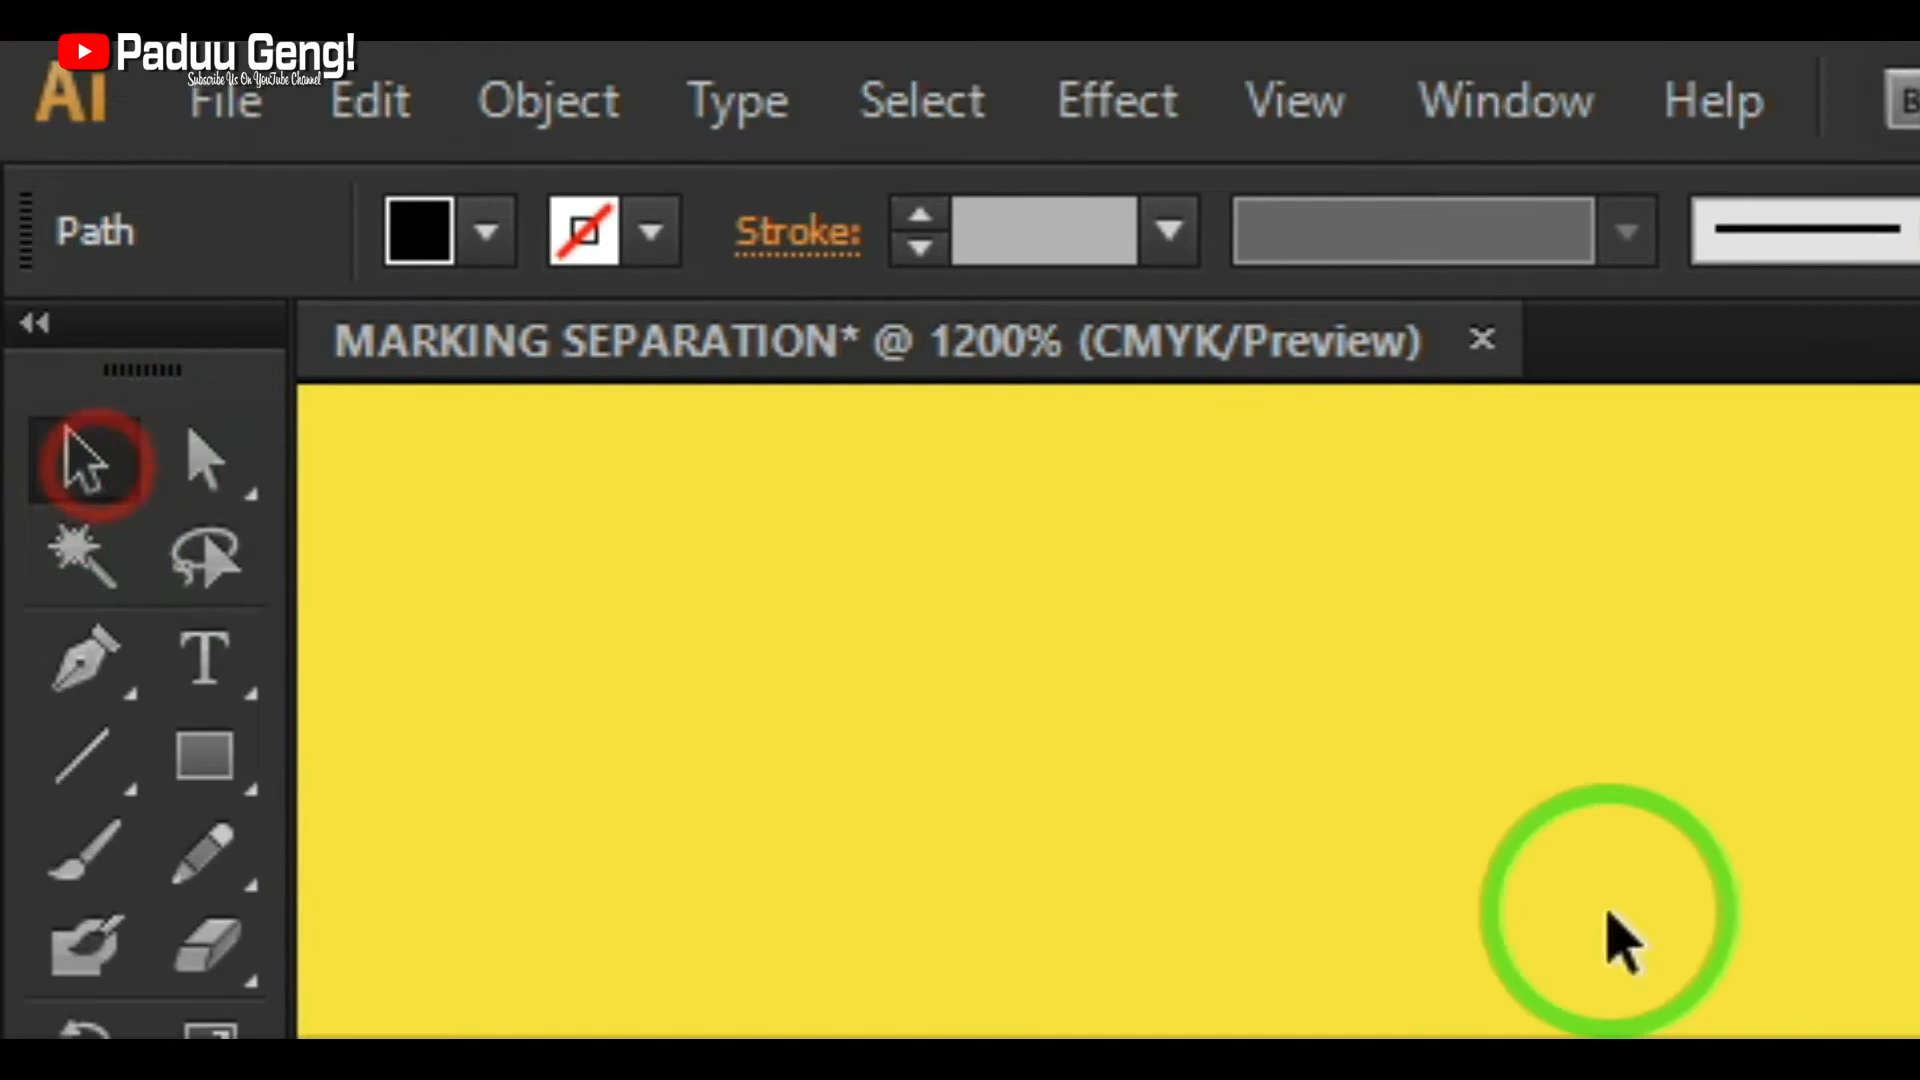 Paduu Geng!
Subscribe Us On YouTube Channel
Ai File Edit Object Type Select Effect View Window Help
Path Stroke:
MARKING SEPARATION* @ 1200% (CMYK/Preview) ×
T